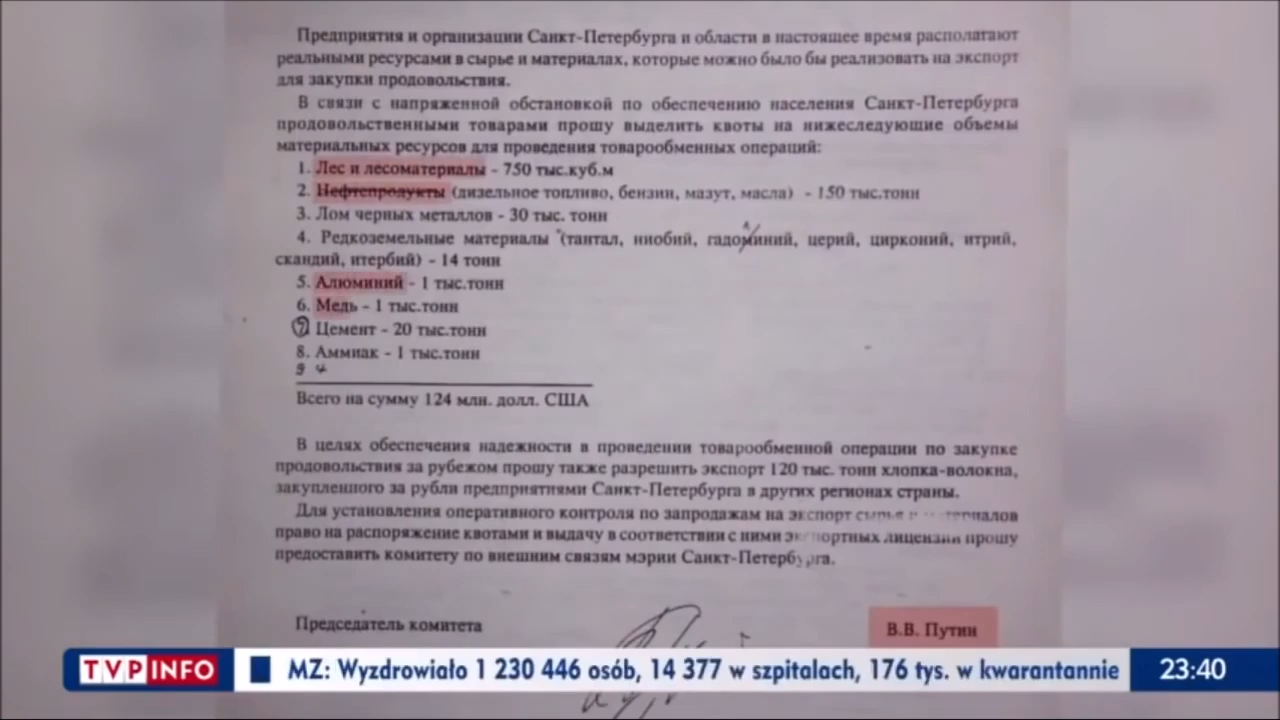 Предприятия и организации Санкт-Петербурга и области в настоящее время располагают
реальными ресурсами в сырье и материалах, которые можно было бы реализовать на экспорт
для закупки продовольствия.
В связи с напряженной обстановкой по обеспечению населения Санкт-Петербурга
продовольственными товарами прошу выделить квоты на нижеследующие объемы
материальных ресурсов для проведения товарообменных операций:
1. Лес и лесоматериалы - 750 тыс.куб.м
2. Нефтепродукты (дизельное топливо, бензин, мазут, масла) - 150 тыс.тонн
3. Лом черных металлов - 30 тыс. тонн
4. Редкоземельные материалы (тантал, ниобий, гадоминий, церий, цирконий, итрий,
скандий, итербий) - 14 тонн
5. Алюминий - 1 тыс.тонн
6. Медь - 1 тыс.тонн
7 Цемент - 20 тыс.тонн
8. Аммиак - 1 тыс.тонн
Всего на сумму 124 млн. долл. США
В целях обеспечения надежности в проведении товарообменной операции по закупке
продовольствия за рубежом прошу также разрешить экспорт 120 тыс. тонн хлопка-волокна,
закупленного за рубли предприятиями Санкт-Петербурга в других регионах страны.
Для установления оперативного контроля по запродажам на экспорт сырья и материалов
право на распоряжение квотами и выдачу в соответствии с ними экспортных лицензий прошу
предоставить комитету по внешним связям мэрии Санкт-Петербурга.
Председатель комитета
В.В. Путин
TVP INFO MZ: Wyzdrowiało 1 230 446 osób, 14 377 w szpitalach, 176 tys. w kwarantannie 23:40